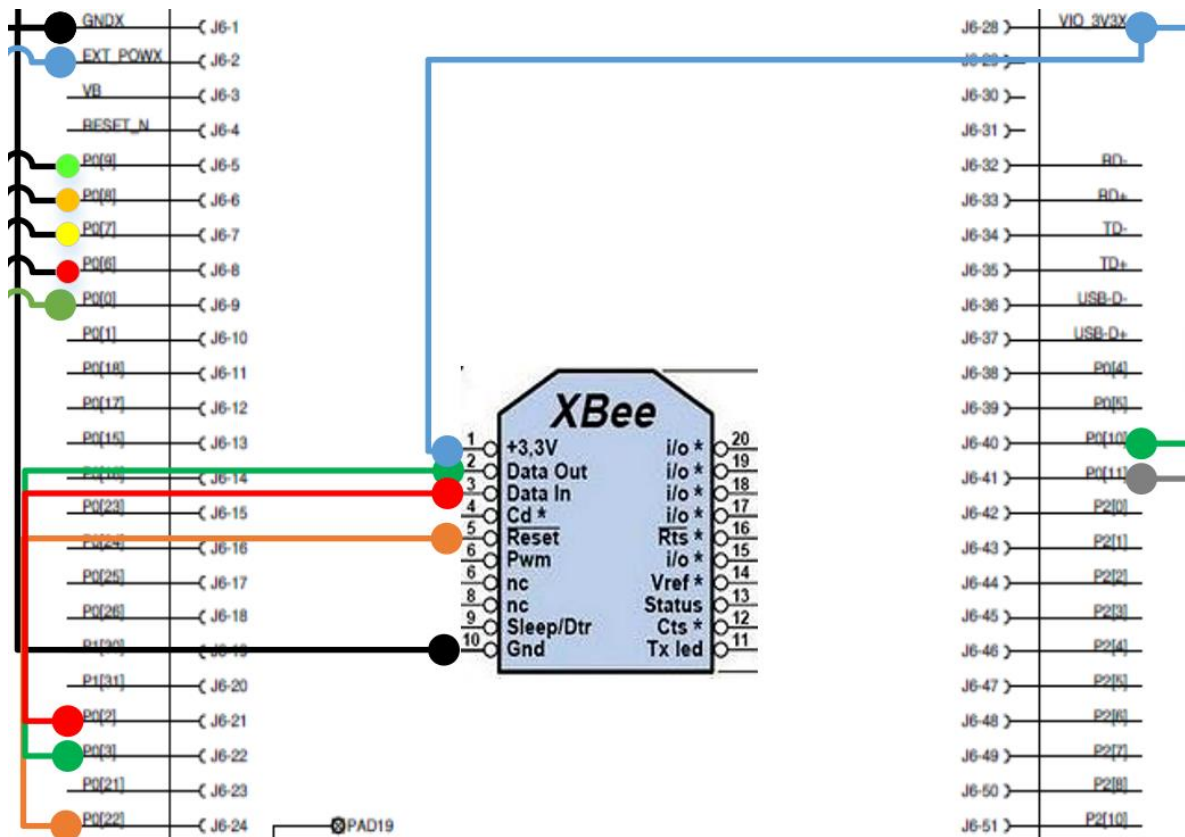 GNDX J6-1
EXT_POWX J6-2
VB J6-3
RESET_N J6-4
P0[9] J6-5
P0[8] J6-6
P0[7] J6-7
P0[6] J6-8
P0[0] J6-9
P0[1] J6-10
P0[18] J6-11
P0[17] J6-12
P0[15] J6-13
J6-14
P0[23] J6-15
P0[24] J6-16
P0[25] J6-17
P0[26] J6-18
P1[30] J6-19
P1[31] J6-20
P0[2] J6-21
P0[3] J6-22
P0[21] J6-23
P0[22] J6-24
PAD19
XBee
1 +3,3V i/o * 20
2 Data Out i/o * 19
3 Data In i/o * 18
4 Cd * i/o * 17
5 Reset Rts * 16
6 Pwm i/o * 15
6 nc Vref * 14
8 nc Status 13
9 Sleep/Dtr Cts * 12
10 Gnd Tx led 11
J6-28 VIO_3V3X
J6-29
J6-30
J6-31
J6-32 RD-
J6-33 RD+
J6-34 TD-
J6-35 TD+
J6-36 USB-D-
J6-37 USB-D+
J6-38 P0[4]
J6-39 P0[5]
J6-40 P0[10]
J6-41 P0[11]
J6-42 P2[0]
J6-43 P2[1]
J6-44 P2[2]
J6-45 P2[3]
J6-46 P2[4]
J6-47 P2[5]
J6-48 P2[6]
J6-49 P2[7]
J6-50 P2[8]
J6-51 P2[10]